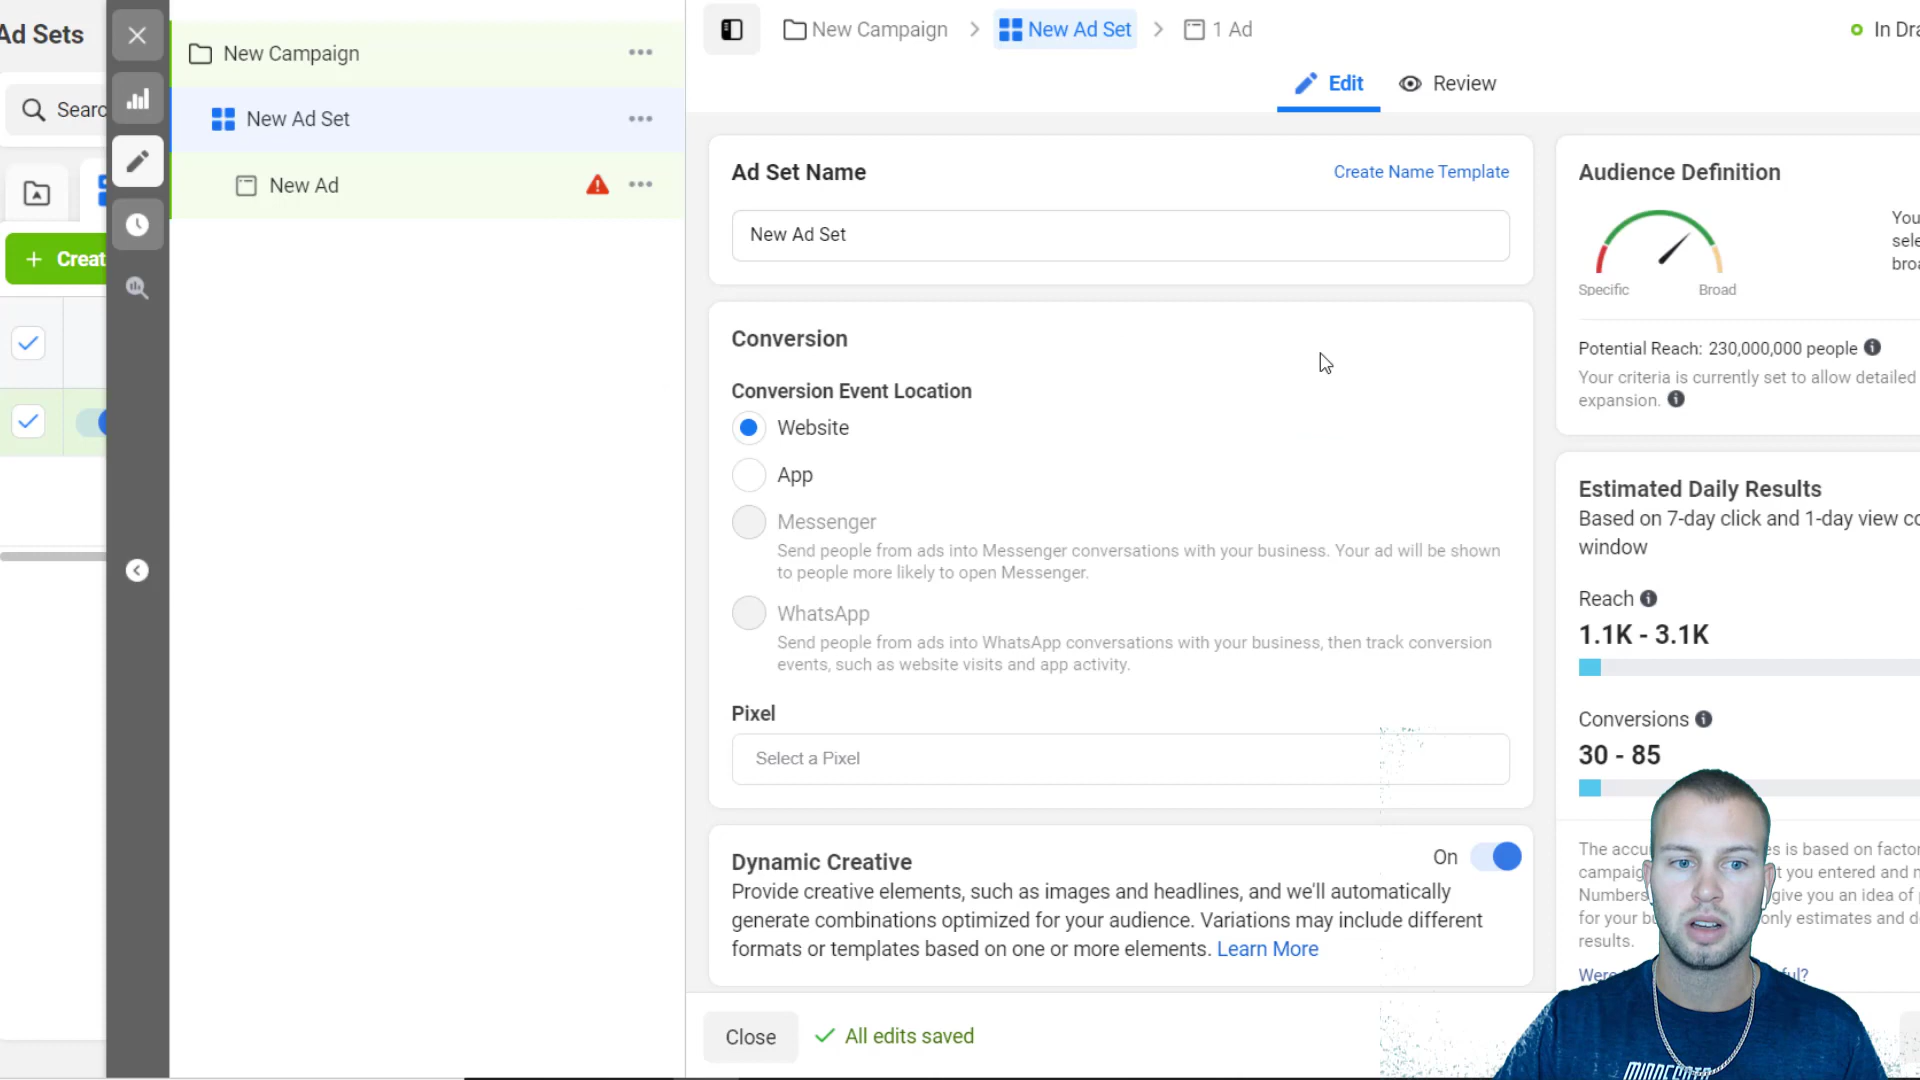 Ad Sets
Searc
Creat
New Campaign
New Ad Set
New Ad
New Campaign
New Ad Set
1 Ad
In Dra
Edit
Review
Ad Set Name
Create Name Template
New Ad Set
Conversion
Conversion Event Location
Website
App
Messenger
Send people from ads into Messenger conversations with your business. Your ad will be shown
to people more likely to open Messenger.
WhatsApp
Send people from ads into WhatsApp conversations with your business, then track conversion
events, such as website visits and app activity.
Pixel
Select a Pixel
Dynamic Creative
On
Provide creative elements, such as images and headlines, and we'll automatically
generate combinations optimized for your audience. Variations may include different
formats or templates based on one or more elements. Learn More
Close
All edits saved
Audience Definition
You
sele
broa
Specific
Broad
Potential Reach: 230,000,000 people
Your criteria is currently set to allow detailed
expansion.
Estimated Daily Results
Based on 7-day click and 1-day view co
window
Reach
1.1K - 3.1K
Conversions
30 - 85
The accu es is based on factor
campaig t you entered and m
Numbers give you an idea of p
for your b only estimates and d
results.
Were ful?